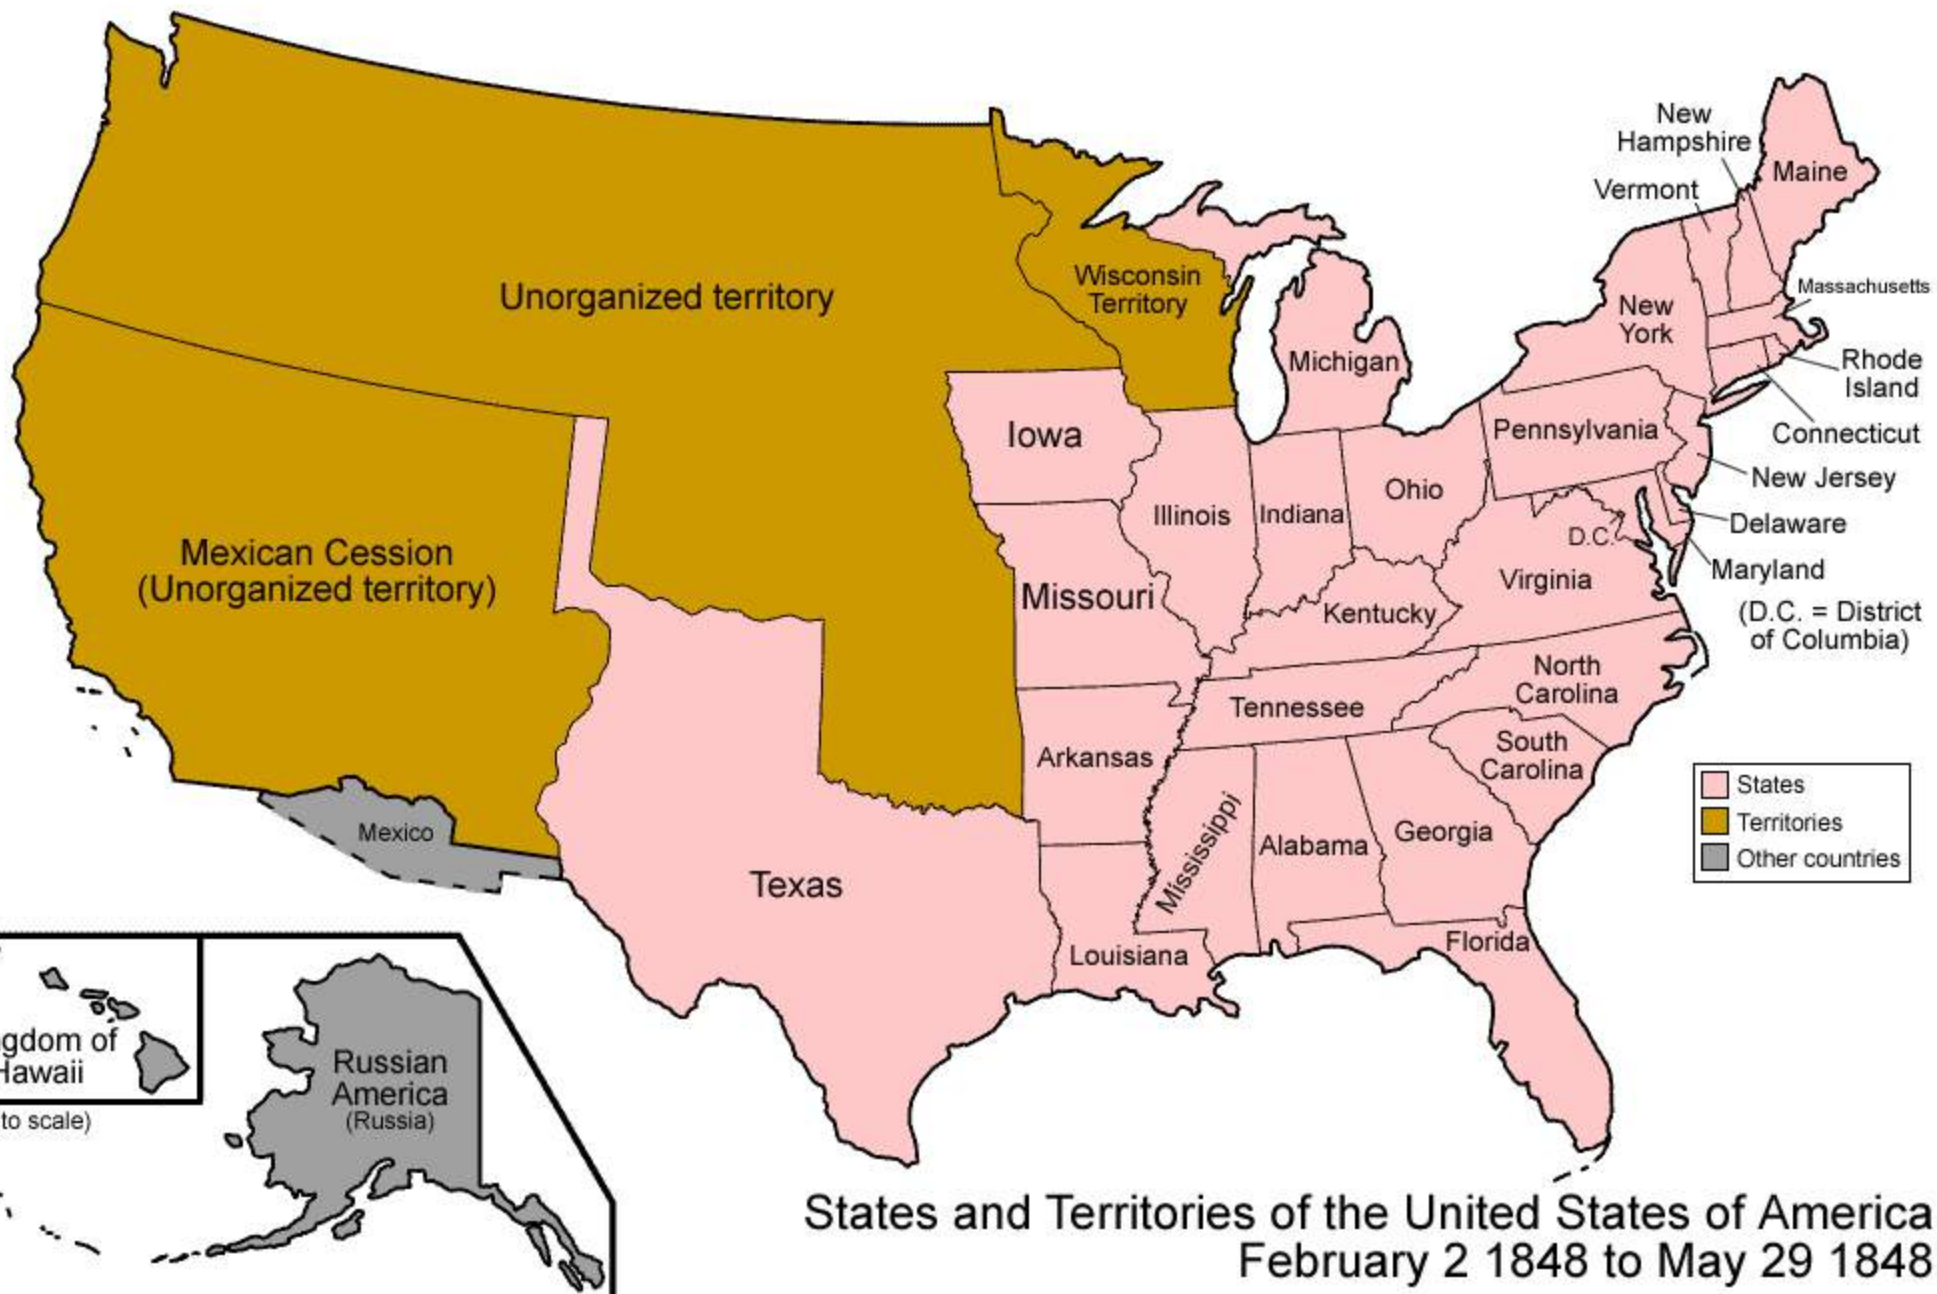 New
Hampshire
Maine
Vermont
Unorganized territory
Wisconsin
Territory
Massachusetts
New
York
Michigan
Rhode
Island
Iowa
Pennsylvania
Connecticut
New Jersey
Ohio
Illinois
Indiana
Delaware
D.C.
Mexican Cession
(Unorganized territory)
Maryland
Virginia
Missouri
Kentucky
(D.C. = District
of Columbia)
North
Carolina
Tennessee
South
Carolina
Arkansas
States
Territories
Other countries
Mexico
Mississippi
Alabama
Georgia
Texas
Florida
Louisiana
gdom of
Hawaii
to scale)
Russian
America
(Russia)
States and Territories of the United States of America
February 2 1848 to May 29 1848